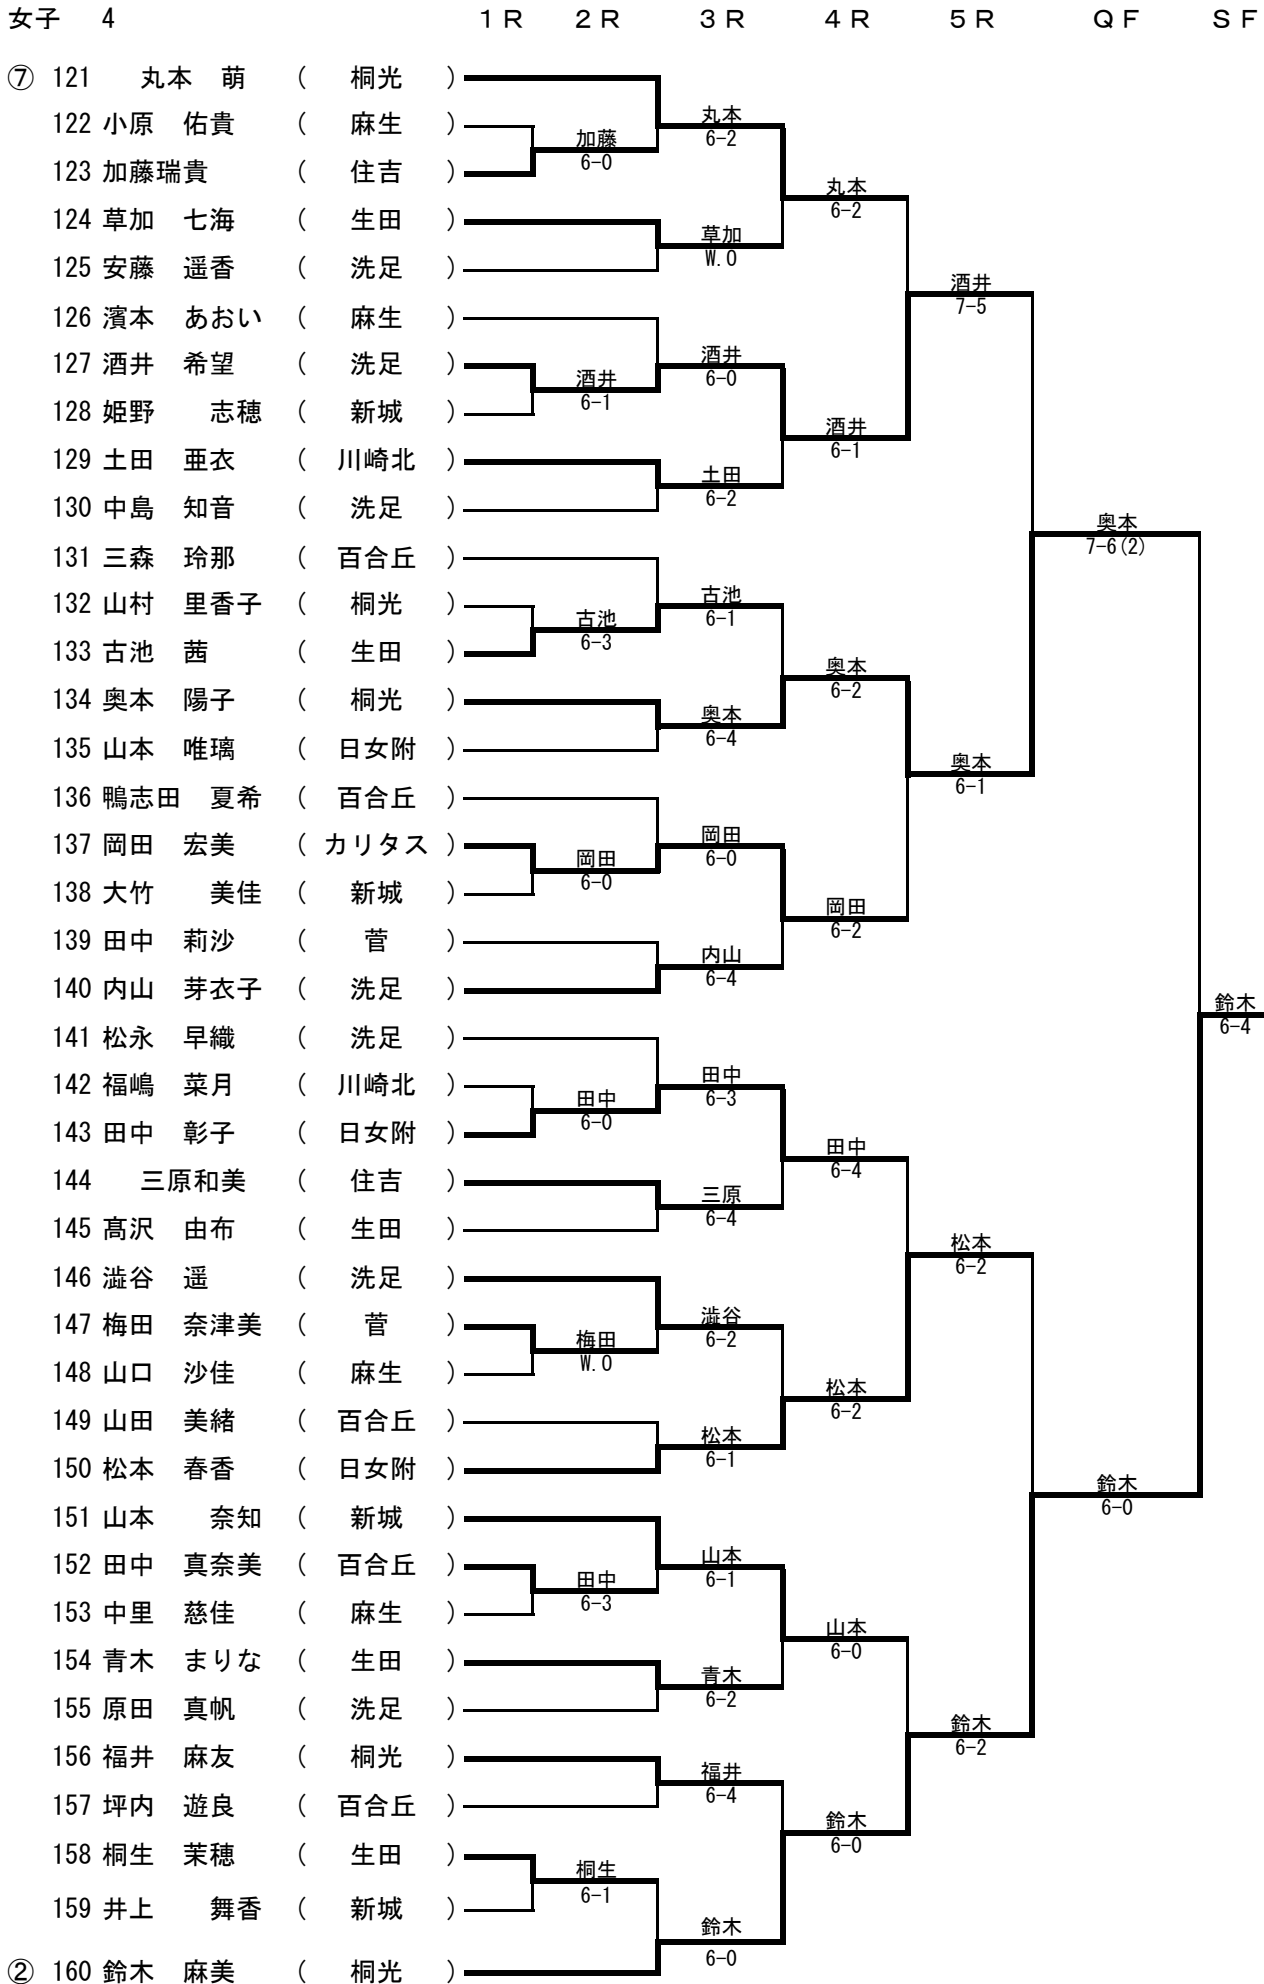 女子 4 1R 2R 3R 4R 5R QF SF
⑦ 121 丸本 萌 ( 桐光 )
122 小原 佑貴 ( 麻生 ) 丸本
加藤 6-2
6-0
123 加藤瑞貴 ( 住吉 )
丸本
124 草加 七海 ( 生田 ) 6-2
草加
W.O
125 安藤 遥香 ( 洗足 )
酒井
7-5
126 濱本 あおい ( 麻生 )
127 酒井 希望 ( 洗足 ) 酒井
酒井 6-0
6-1
128 姫野 志穂 ( 新城 )
酒井
6-1
129 土田 亜衣 ( 川崎北 )
土田
6-2
130 中島 知音 ( 洗足 )
奥本
7-6(2)
131 三森 玲那 ( 百合丘 )
132 山村 里香子 ( 桐光 ) 古池
古池 6-1
6-3
133 古池 茜 ( 生田 )
奥本
6-2
134 奥本 陽子 ( 桐光 )
奥本
6-4
135 山本 唯璃 ( 日女附 )
奥本
6-1
136 鴨志田 夏希 ( 百合丘 )
137 岡田 宏美 ( カリタス ) 岡田
岡田 6-0
6-0
138 大竹 美佳 ( 新城 )
岡田
6-2
139 田中 莉沙 ( 菅 )
内山
6-4
140 内山 芽衣子 ( 洗足 )
鈴木
6-4
141 松永 早織 ( 洗足 )
142 福嶋 菜月 ( 川崎北 ) 田中
田中 6-3
6-0
143 田中 彰子 ( 日女附 )
田中
6-4
144 三原和美 ( 住吉 )
三原
6-4
145 髙沢 由布 ( 生田 )
松本
6-2
146 澁谷 遥 ( 洗足 )
147 梅田 奈津美 ( 菅 ) 澁谷
梅田 6-2
W.O
148 山口 沙佳 ( 麻生 )
松本
6-2
149 山田 美緒 ( 百合丘 )
松本
6-1
150 松本 春香 ( 日女附 )
鈴木
6-0
151 山本 奈知 ( 新城 )
152 田中 真奈美 ( 百合丘 ) 山本
田中 6-1
6-3
153 中里 慈佳 ( 麻生 )
山本
6-0
154 青木 まりな ( 生田 )
青木
6-2
155 原田 真帆 ( 洗足 )
鈴木
6-2
156 福井 麻友 ( 桐光 )
福井
6-4
157 坪内 遊良 ( 百合丘 )
鈴木
6-0
158 桐生 茉穂 ( 生田 )
桐生
6-1
159 井上 舞香 ( 新城 )
鈴木
6-0
② 160 鈴木 麻美 ( 桐光 )